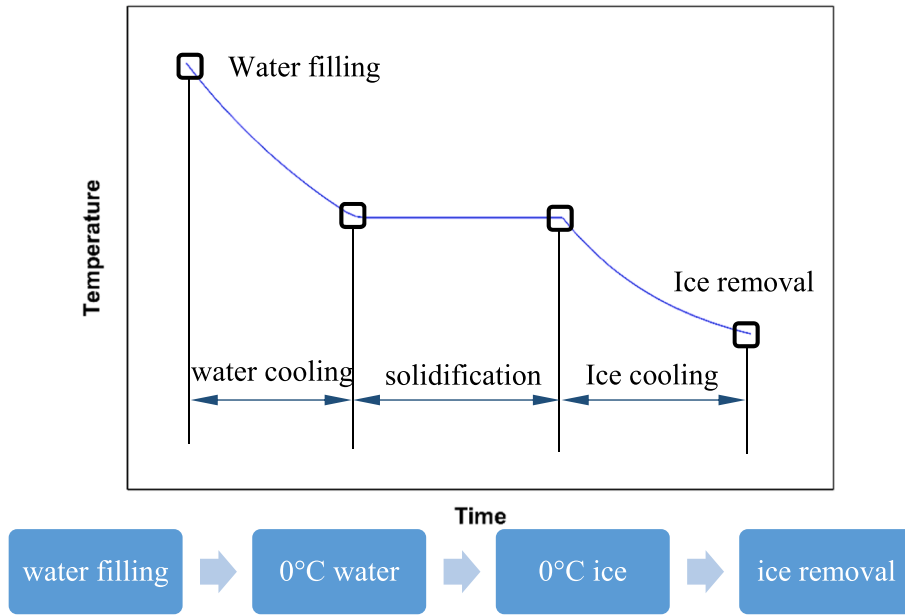 Water filling
Temperature
Ice removal
water cooling
solidification
Ice cooling
Time
water filling
0°C water
0°C ice
ice removal